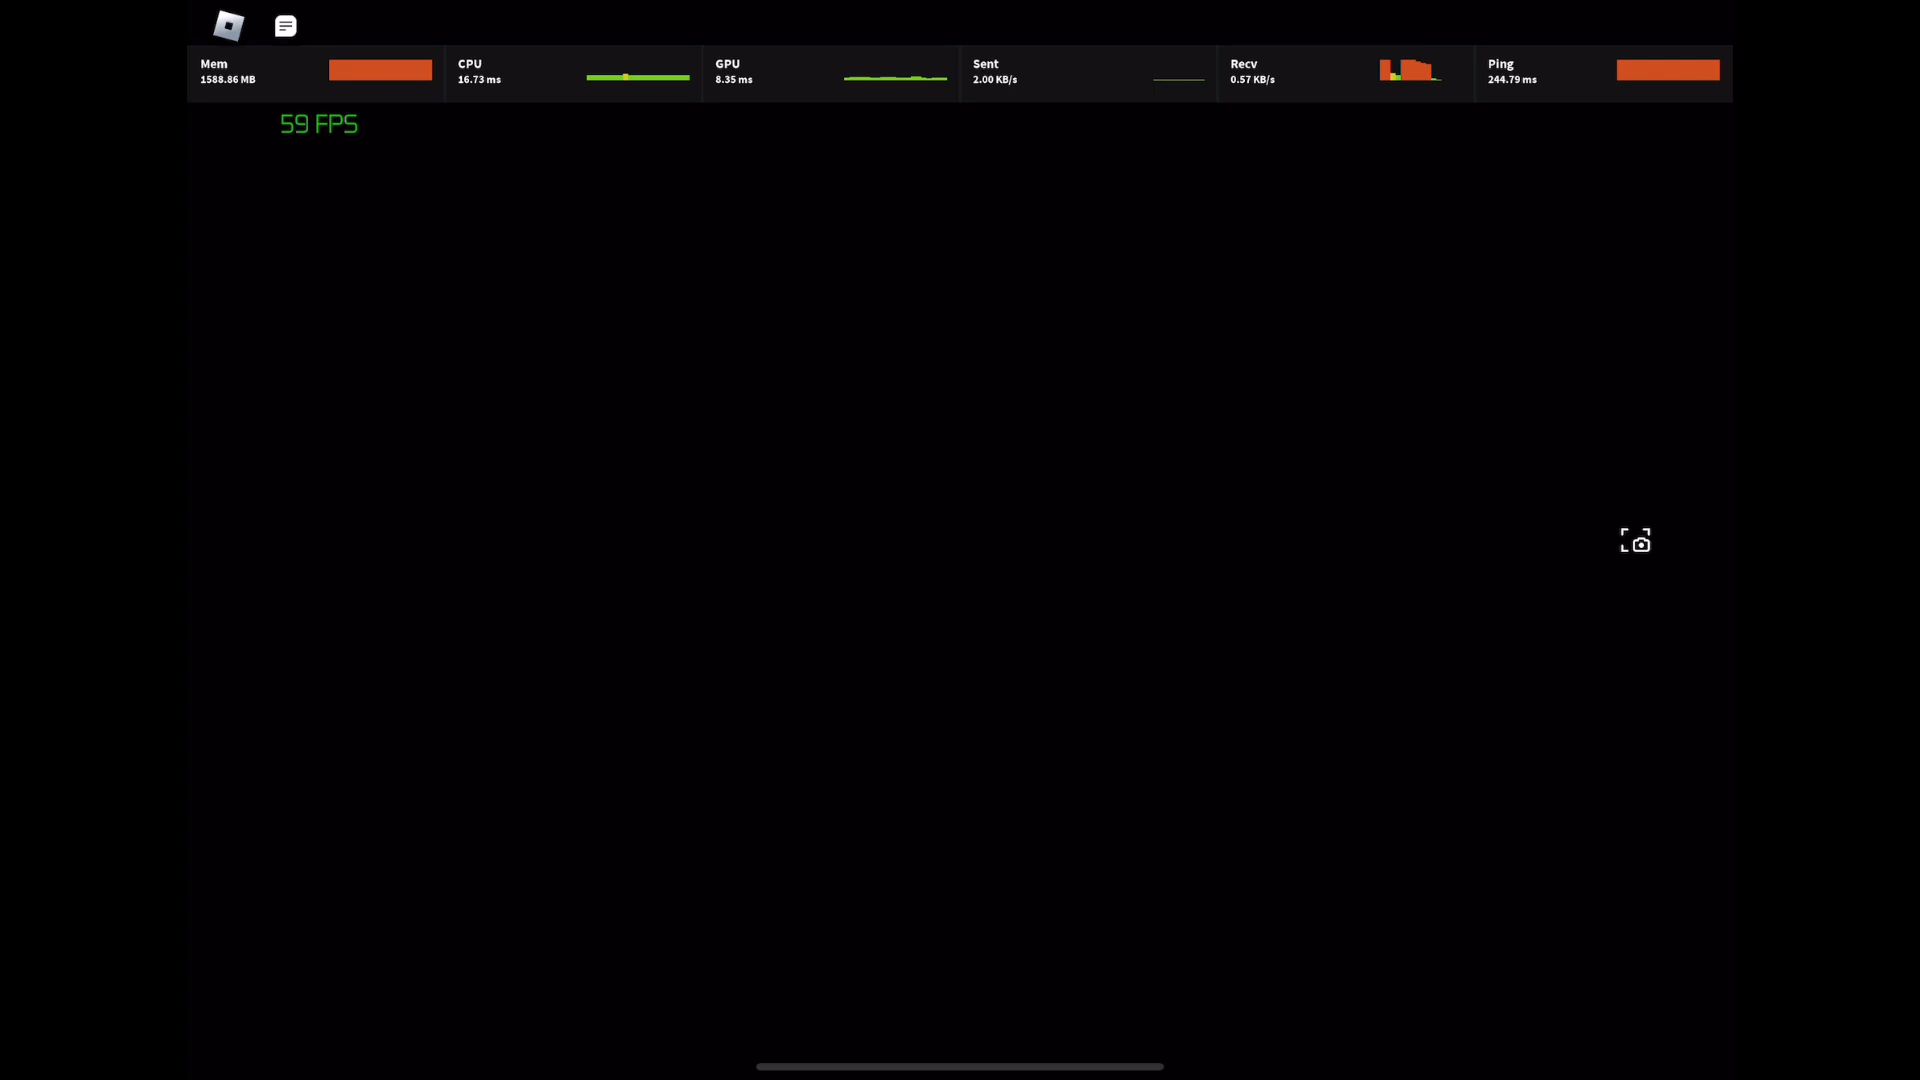 Mem
1588.86 MB
CPU
16.73 ms
GPU
8.35 ms
Sent
2.00 KB/s
Recv
0.57 KB/s
Ping
244.79 ms
59 FPS